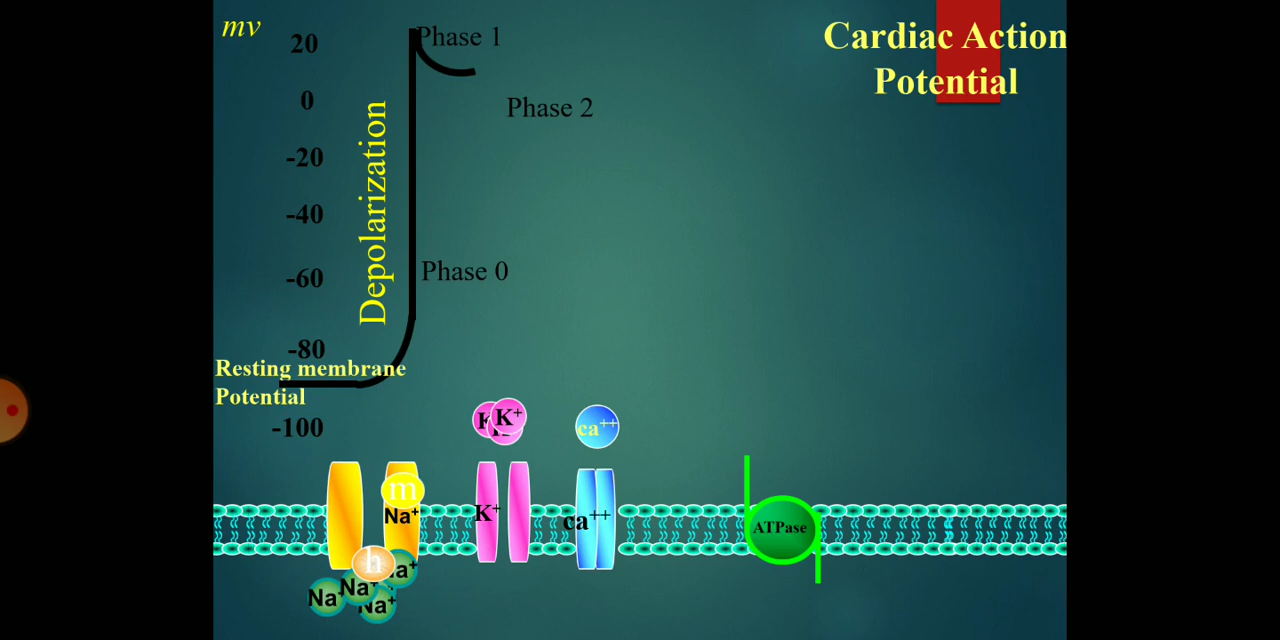 mv
Cardiac Action
Potential
20
Phase 1
0
Phase 2
-20
Depolarization
-40
-60
Phase 0
-80
Resting membrane
Potential
-100
K⁺
ca⁺⁺
m
Na⁺
K⁺
ca⁺⁺
ATPase
h
Na⁺
Na⁺
Na⁺